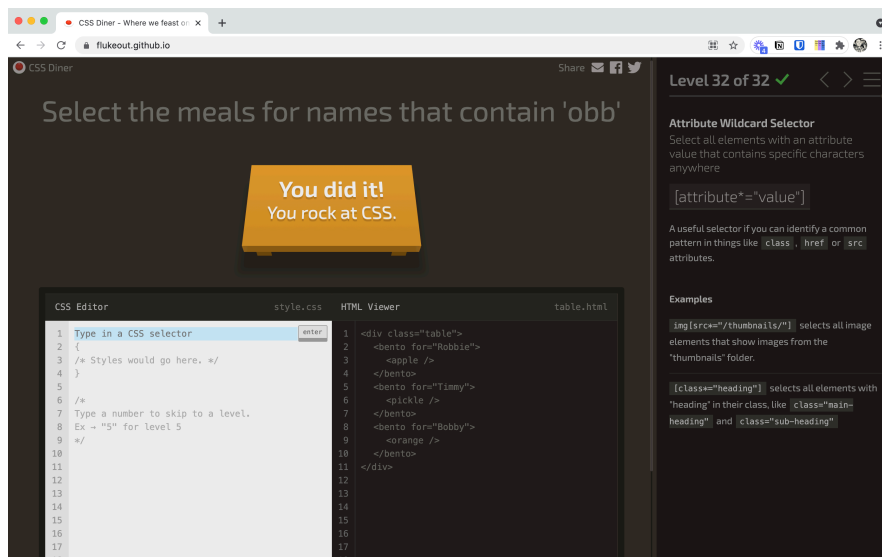 CSS Diner - Where we feast on
flukeout.github.io
CSS Diner
Share
Select the meals for names that contain 'obb'
You did it!
You rock at CSS.
CSS Editor
style.css
HTML Viewer
table.html
1 Type in a CSS selector
enter
2 {
3 /* Styles would go here. */
4 }
5
6 /*
7 Type a number to skip to a level.
8 Ex → "5" for level 5
9 */
10
11
12
13
14
15
16
17
1 <div class="table">
2 <bento for="Robbie">
3 <apple />
4 </bento>
5 <bento for="Timmy">
6 <pickle />
7 </bento>
8 <bento for="Bobby">
9 <orange />
10 </bento>
11 </div>
12
13
14
15
16
17
Level 32 of 32
Attribute Wildcard Selector
Select all elements with an attribute
value that contains specific characters
anywhere
[attribute*="value"]
A useful selector if you can identify a common
pattern in things like class , href or src
attributes.
Examples
img[src*="/thumbnails/"] selects all image
elements that show images from the
"thumbnails" folder.
[class*="heading"] selects all elements with
"heading" in their class, like class="main-
heading" and class="sub-heading"